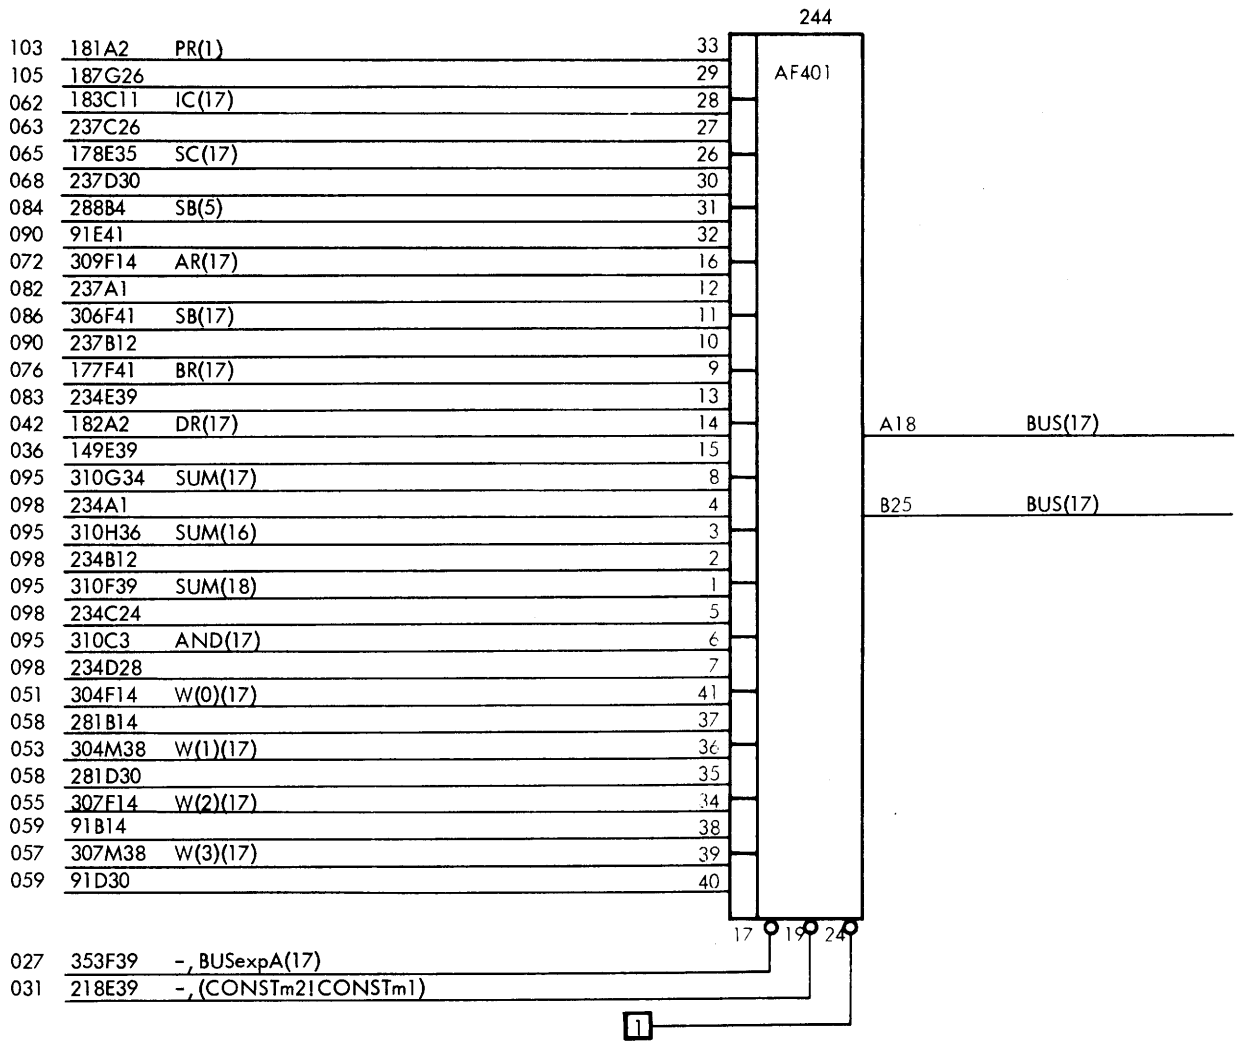 244
AF401
103 181A2 PR(1) 33
105 187G26 29
062 183C11 IC(17) 28
063 237C26 27
065 178E35 SC(17) 26
068 237D30 30
084 288B4 SB(5) 31
090 91E41 32
072 309F14 AR(17) 16
082 237A1 12
086 306F41 SB(17) 11
090 237B12 10
076 177F41 BR(17) 9
083 234E39 13
042 182A2 DR(17) 14 A18 BUS(17)
036 149E39 15
095 310G34 SUM(17) 8
098 234A1 4 B25 BUS(17)
095 310H36 SUM(16) 3
098 234B12 2
095 310F39 SUM(18) 1
098 234C24 5
095 310C3 AND(17) 6
098 234D28 7
051 304F14 W(0)(17) 41
058 281B14 37
053 304M38 W(1)(17) 36
058 281D30 35
055 307F14 W(2)(17) 34
059 91B14 38
057 307M38 W(3)(17) 39
059 91D30 40
17 19 24
027 353F39 -, BUSexpA(17)
031 218E39 -, (CONSTm2!CONSTm1)
1